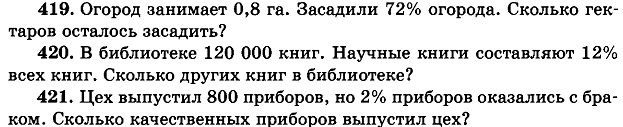 419. Огород занимает 0,8 га. Засадили 72% огорода. Сколько гек-
таров осталось засадить?
420. В библиотеке 120 000 книг. Научные книги составляют 12%
всех книг. Сколько других книг в библиотеке?
421. Цех выпустил 800 приборов, но 2% приборов оказались с бра-
ком. Сколько качественных приборов выпустил цех?